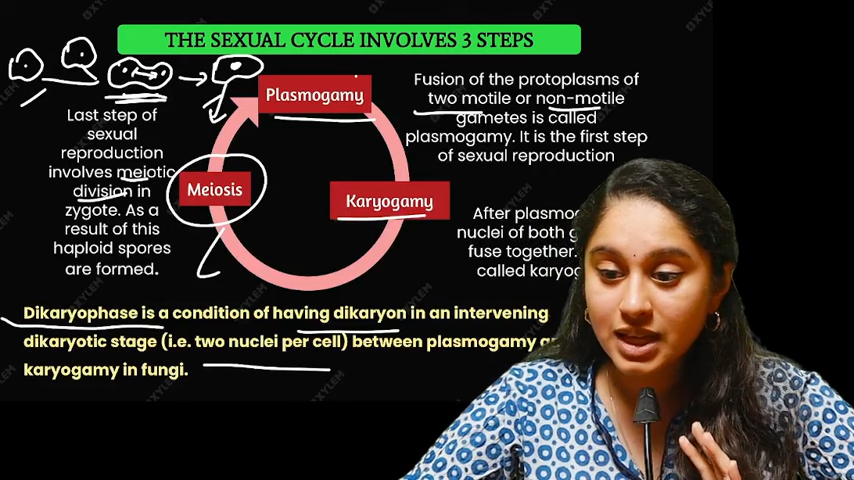 THE SEXUAL CYCLE INVOLVES 3 STEPS
Plasmogamy
Fusion of the protoplasms of
two motile or non-motile
gametes is called
plasmogamy. It is the first step
of sexual reproduction
Last step of
sexual
reproduction
involves meiotic
division in
zygote. As a
result of this
haploid spores
are formed.
Meiosis
Karyogamy
After
nuclei of both
fuse together.
called
Dikaryophase is a condition of having dikaryon in an intervening
dikaryotic stage (i.e. two nuclei per cell) between plasmogamy
karyogamy in fungi.